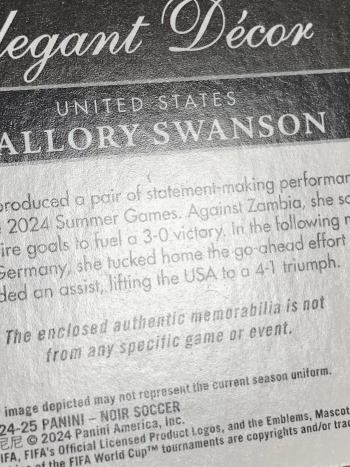 legant Décor
UNITED STATES
ALLORY SWANSON
produced a pair of statement-making performan
2024 Summer Games. Against Zambia, she sc
ire goals to fuel a 3-0 victory. In the following m
Germany, she tucked home the go-ahead effort
ded an assist, lifting the USA to a 4-1 triumph.
The enclosed authentic memorabilia is not
from any specific game or event.
image depicted may not represent the current season uniform.
24-25 PANINI – NOIR SOCCER
尼尼 © 2024 Panini America, Inc.
IFA, FIFA's Official Licensed Product Logos, and the Emblems, Mascot
of the FIFA World Cup™ tournaments are copyrights and/or trad